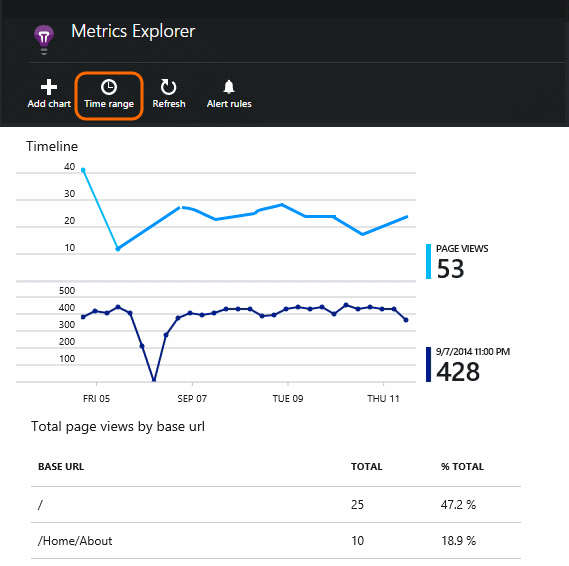 Metrics Explorer
Add chart Time range Refresh Alert rules
Timeline
40
30
20
10
PAGE VIEWS
53
500
400
300
200
100
9/7/2014 11:00 PM
428
FRI 05 SEP 07 TUE 09 THU 11
Total page views by base url
BASE URL TOTAL % TOTAL
/ 25 47.2 %
/Home/About 10 18.9 %